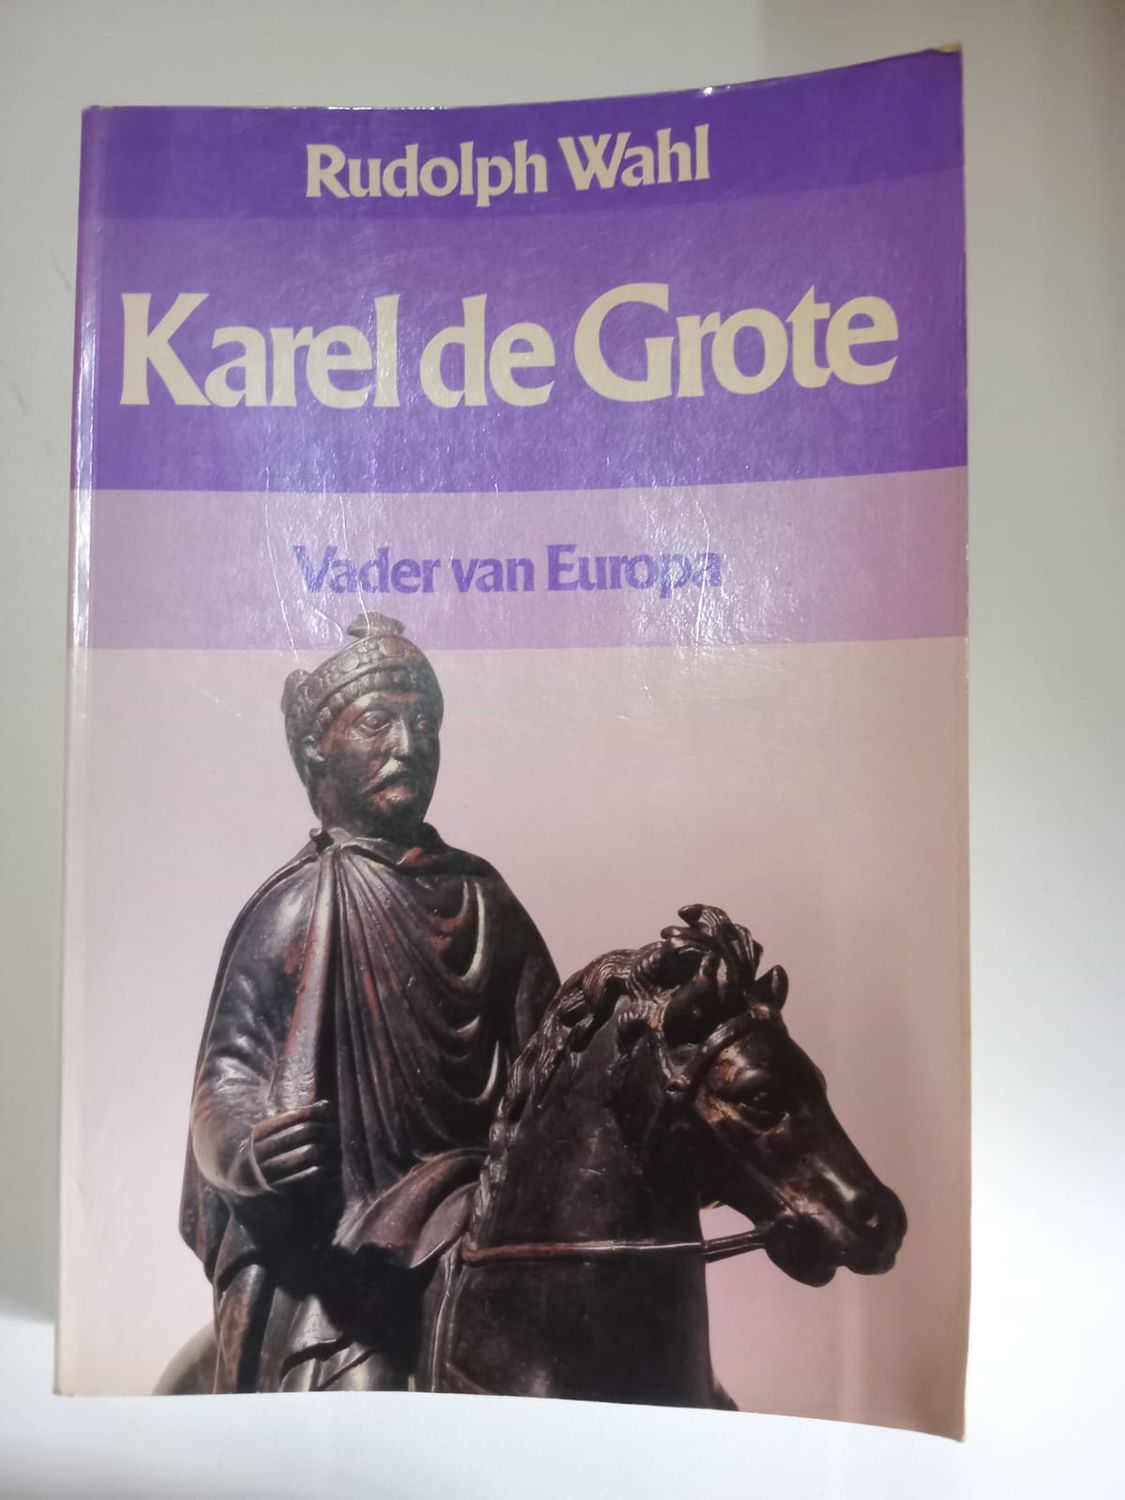 Rudolph Wahl
Karel de Grote
Vader van Europa